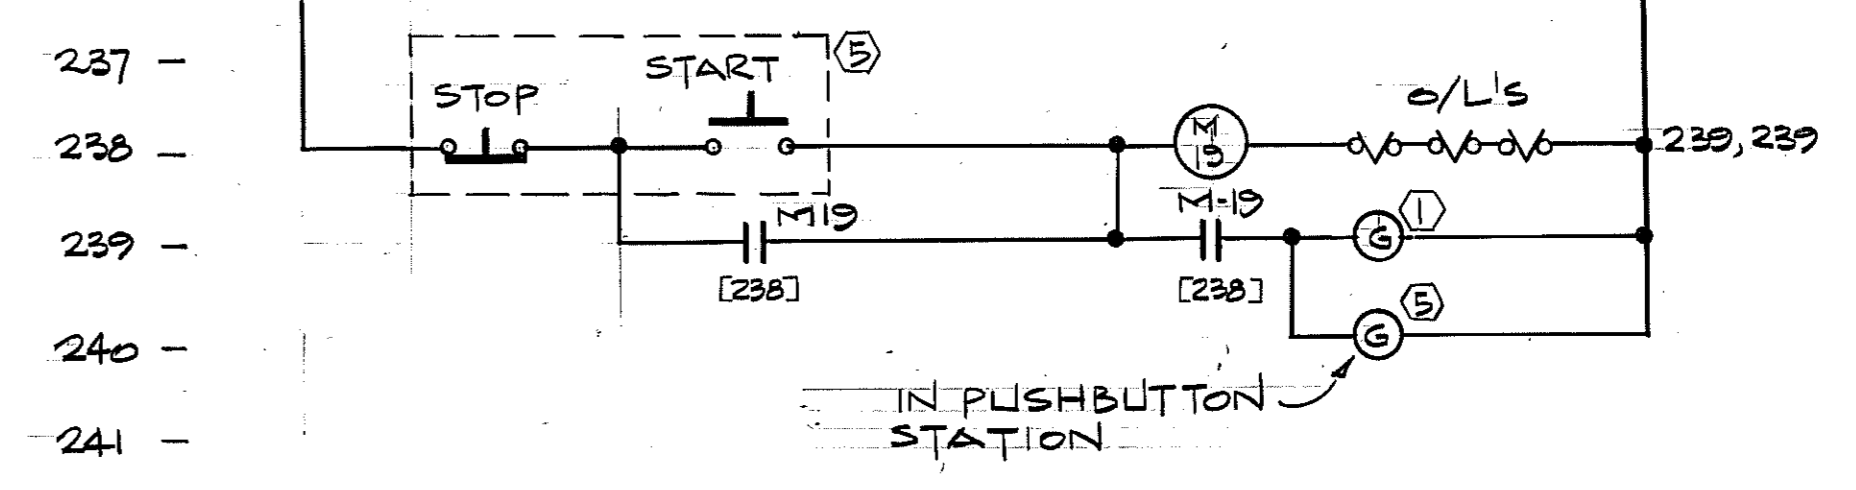 237 -
5
START
STOP
O/L'S
238 -
M
19
239, 239
M19
M-19
1
239 -
G
[238]
[238]
5
240 -
G
IN PUSHBUTTON
STATION
241 -